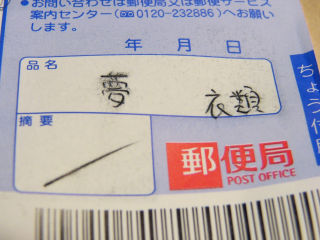 ●お問い合わせは郵便局又は郵便サービス
案内センター(0120-232886)へお願い
します。
年 月 日
品名
夢 衣類
摘要
郵便局
POST OFFICE
ちょう付